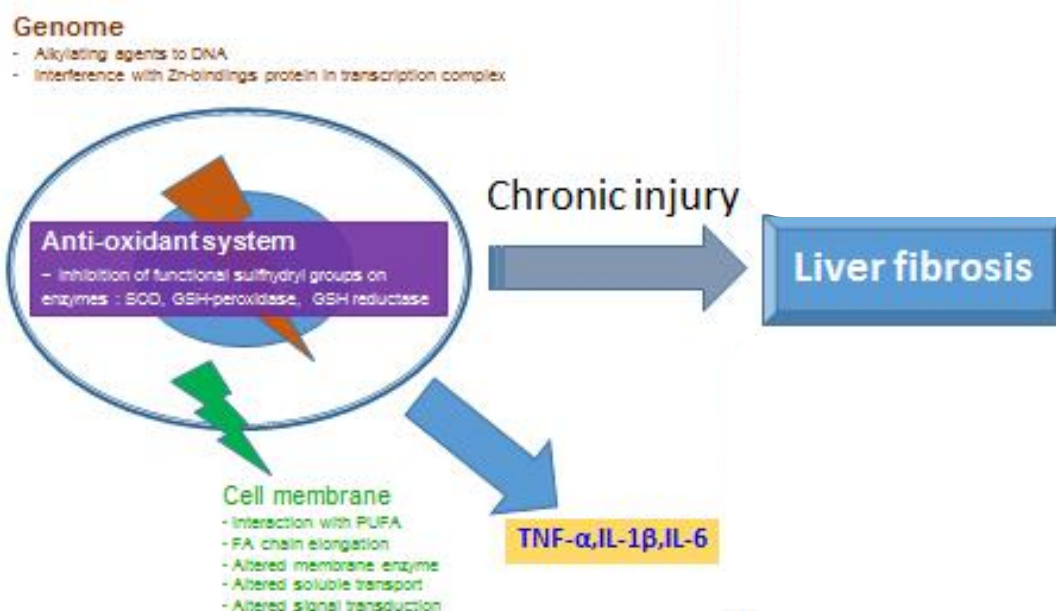 Genome
- Alkylating agents to DNA
- Interference with Zn-bindings protein in transcription complex
Anti-oxidant system
– Inhibition of functional sulfhydryl groups on
enzymes : SOD, GSH-peroxidase, GSH reductase
Chronic injury
Liver fibrosis
Cell membrane
- Interaction with PUFA
- FA chain elongation
- Altered membrane enzyme
- Altered soluble transport
- Altered signal transduction
TNF-α,IL-1β,IL-6